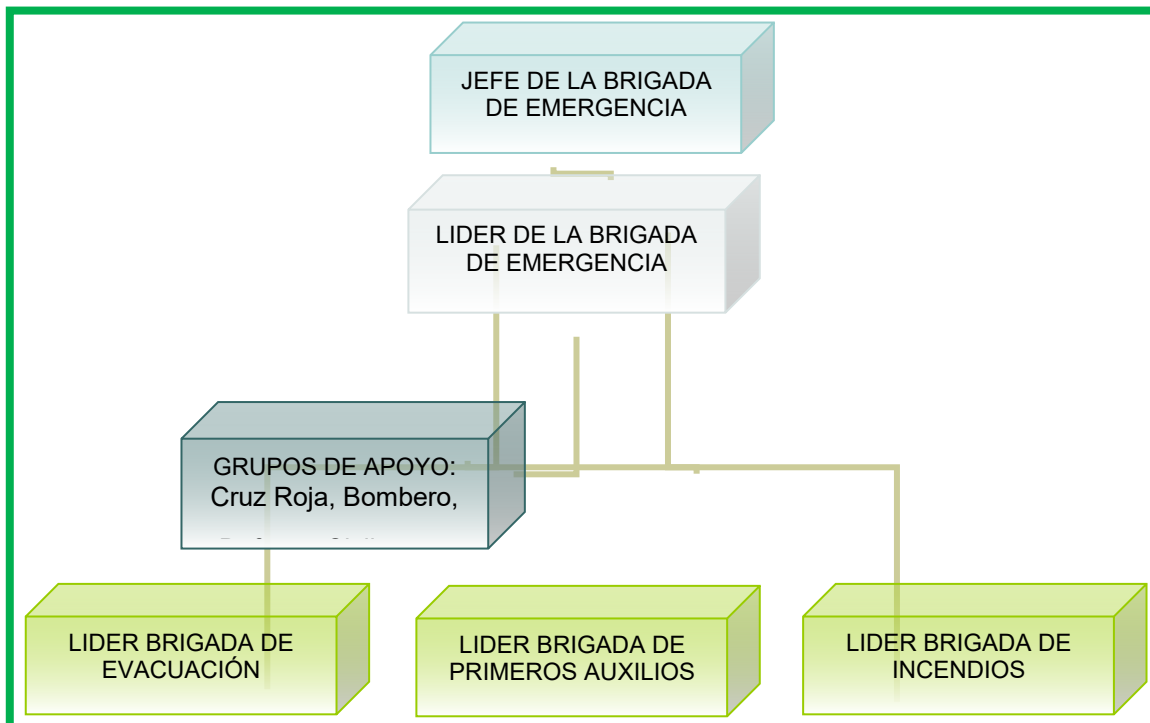 JEFE DE LA BRIGADA
DE EMERGENCIA
LIDER DE LA BRIGADA
DE EMERGENCIA
GRUPOS DE APOYO:
Cruz Roja, Bombero,
LIDER BRIGADA DE
EVACUACIÓN
LIDER BRIGADA DE
PRIMEROS AUXILIOS
LIDER BRIGADA DE
INCENDIOS